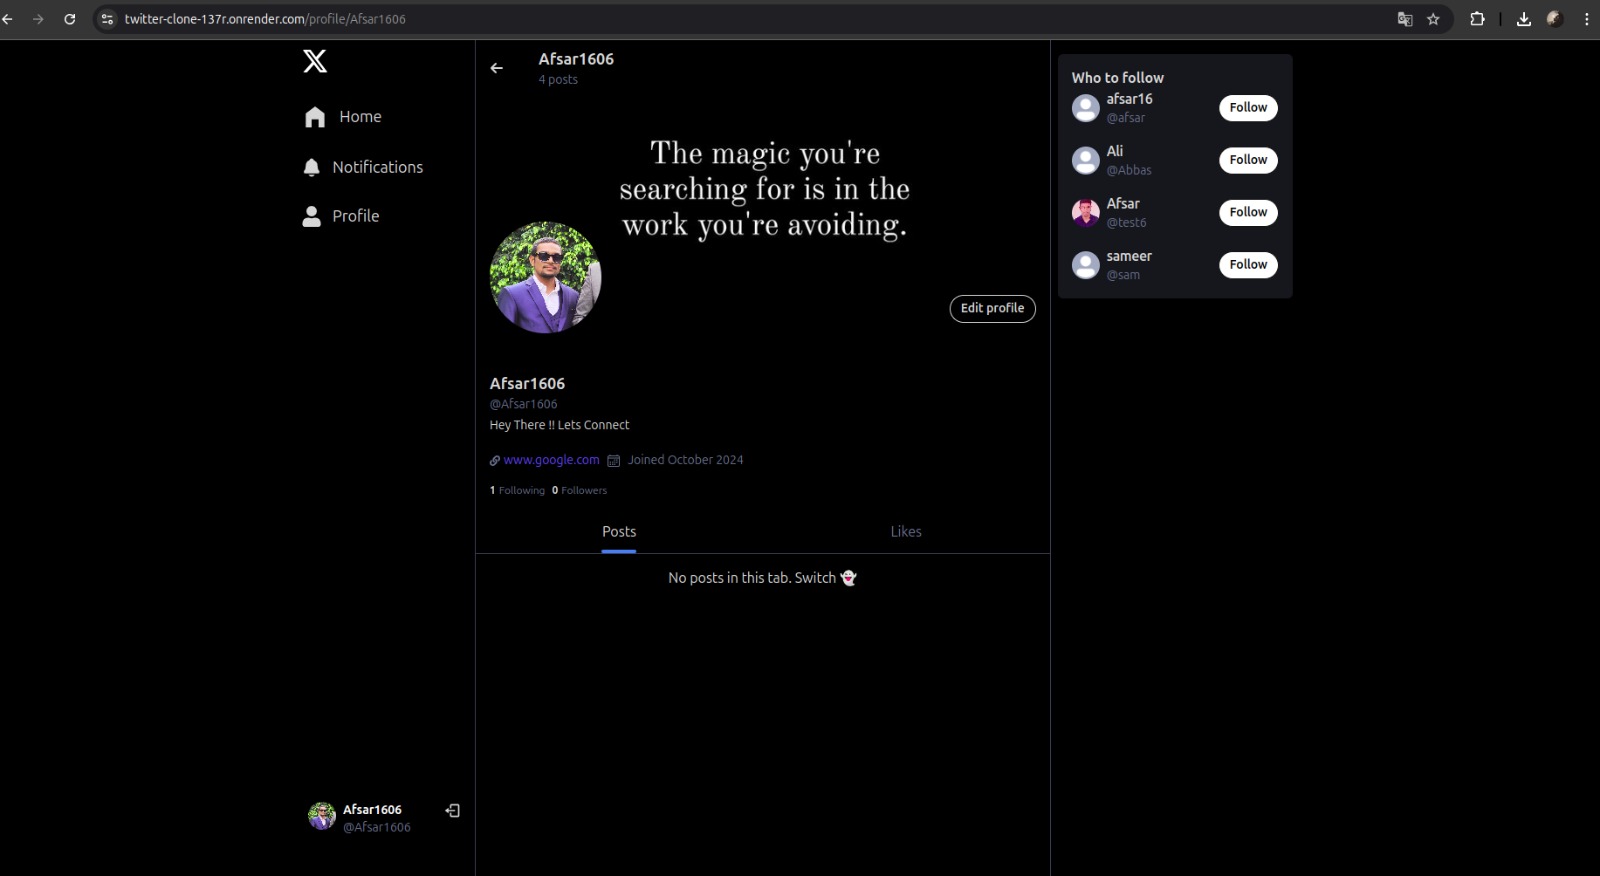 twitter-clone-137r.onrender.com/profile/Afsar1606
Home
Notifications
Profile
Afsar1606
@Afsar1606
Afsar1606
4 posts
The magic you're
searching for is in the
work you're avoiding.
Edit profile
Afsar1606
@Afsar1606
Hey There !! Lets Connect
www.google.com Joined October 2024
1 Following 0 Followers
Posts Likes
No posts in this tab. Switch 👻
Who to follow
afsar16
@afsar
Follow
Ali
@Abbas
Follow
Afsar
@test6
Follow
sameer
@sam
Follow